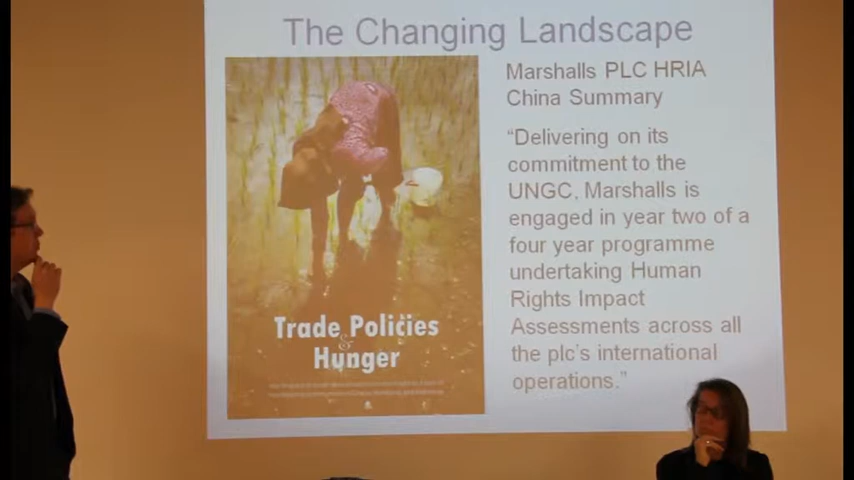 The Changing Landscape
Marshalls PLC HRIA
China Summary
“Delivering on its
commitment to the
UNGC, Marshalls is
engaged in year two of a
four year programme
undertaking Human
Rights Impact
Assessments across all
the plc’s international
operations.”
Trade Policies
&
Hunger